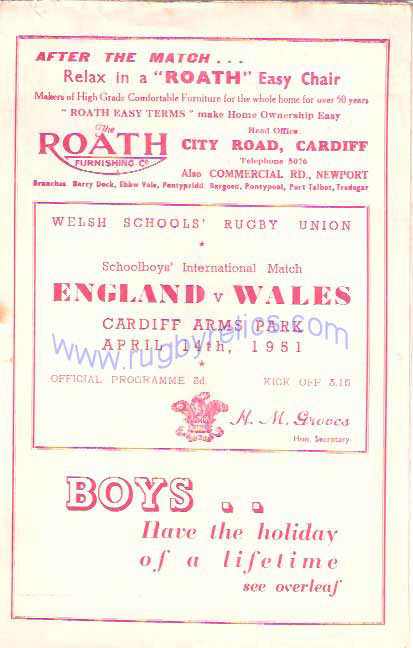 AFTER THE MATCH . . .
Relax in a "ROATH" Easy Chair
Makers of High Grade Comfortable Furniture for the whole home for over 50 years
" ROATH EASY TERMS " make Home Ownership Easy
The
ROATH
FURNISHING Co
Head Office
CITY ROAD, CARDIFF
Telephone 5076
Also COMMERCIAL RD., NEWPORT
Branches Barry Dock, Ebbw Vale, Pontypridd Bargoed, Pontypool, Port Talbot, Tredegar
WELSH SCHOOLS' RUGBY UNION
*
Schoolboys' International Match
ENGLAND v WALES
CARDIFF ARMS PARK
APRIL 14th, 1951
www.rugbyrelics.com
*
OFFICIAL PROGRAMME 3d. KICK OFF 3.15
H. M. Groves
Hon. Secretary
BOYS . .
Have the holiday
of a lifetime
see overleaf